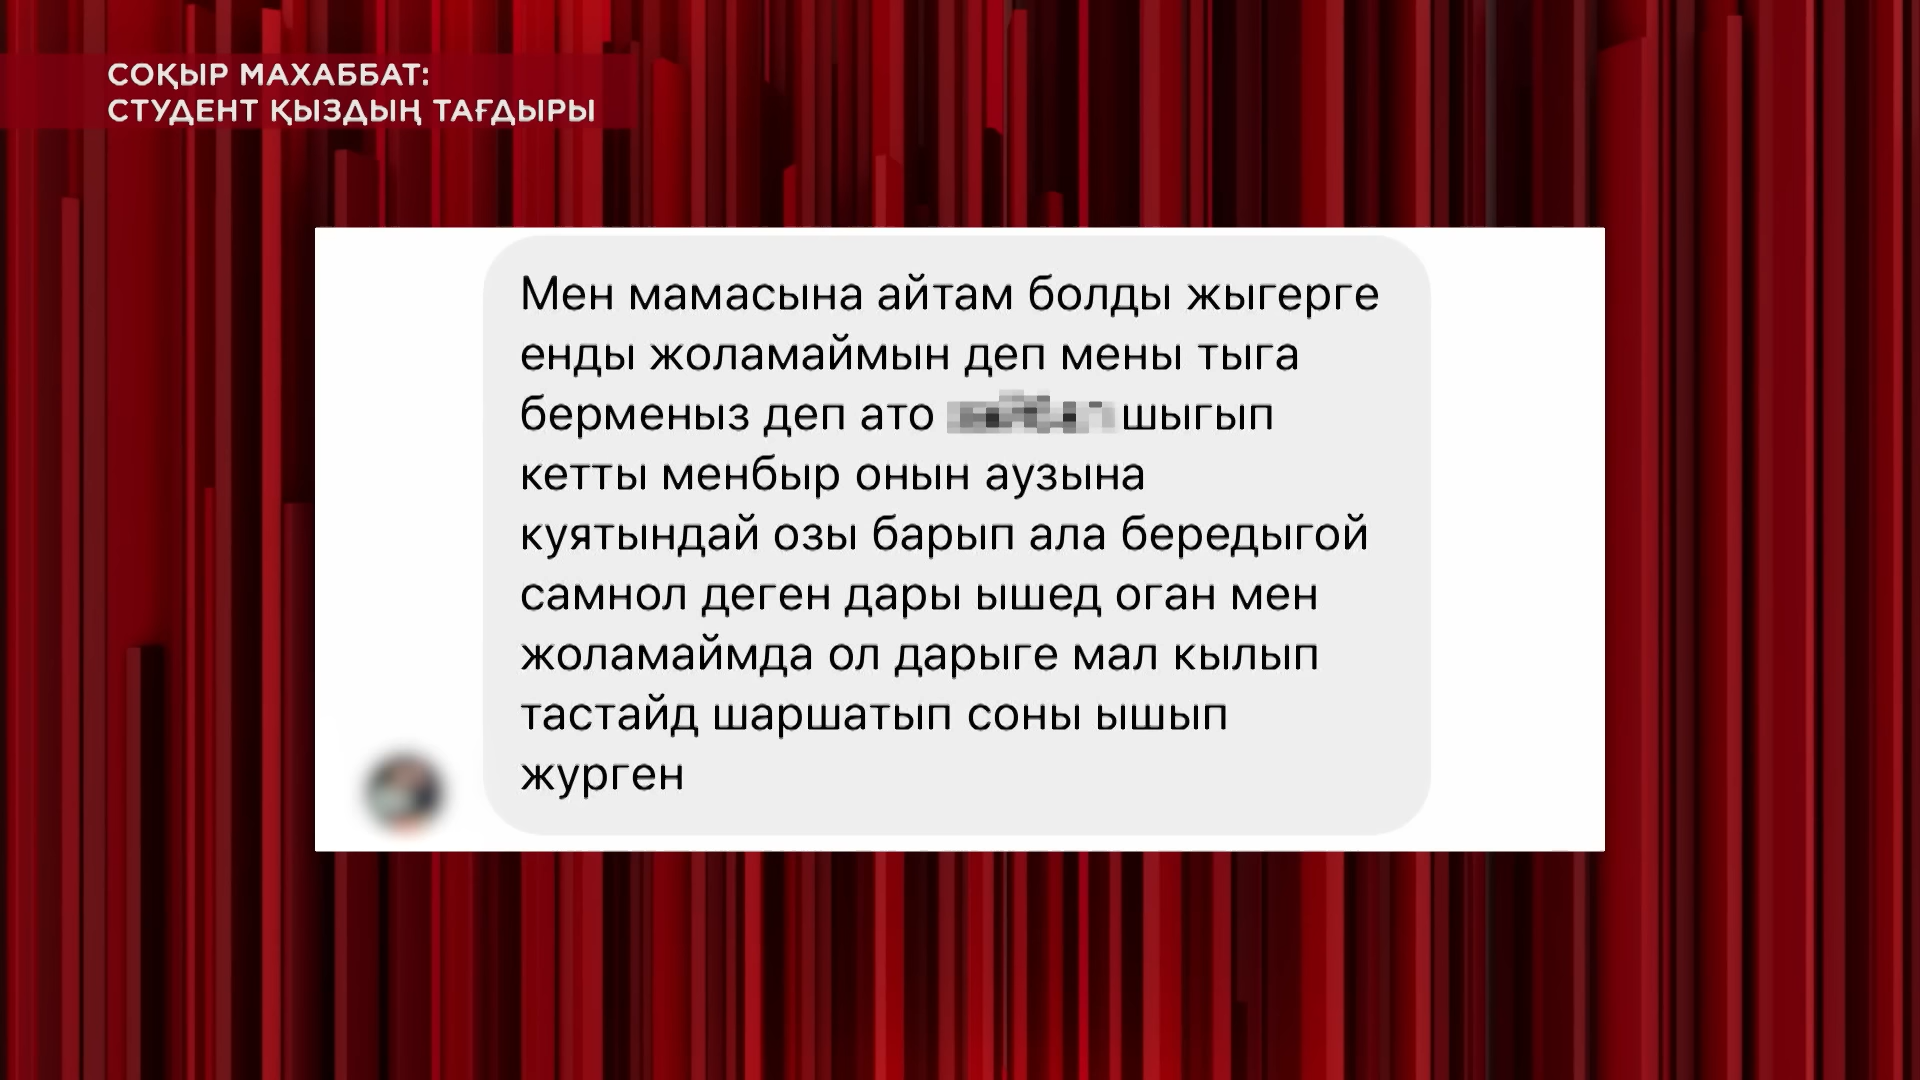 СОҚЫР МАХАББАТ:
СТУДЕНТ ҚЫЗДЫҢ ТАҒДЫРЫ
Мен мамасына айтам болды жыгерге
енды жоламаймын деп мены тыга
берменыз деп ато шыгып
кетты менбыр онын аузына
куятындай озы барып ала бередыгой
самнол деген дары ышед оган мен
жоламаймда ол дарыге мал кылып
тастайд шаршатып соны ышып
журген